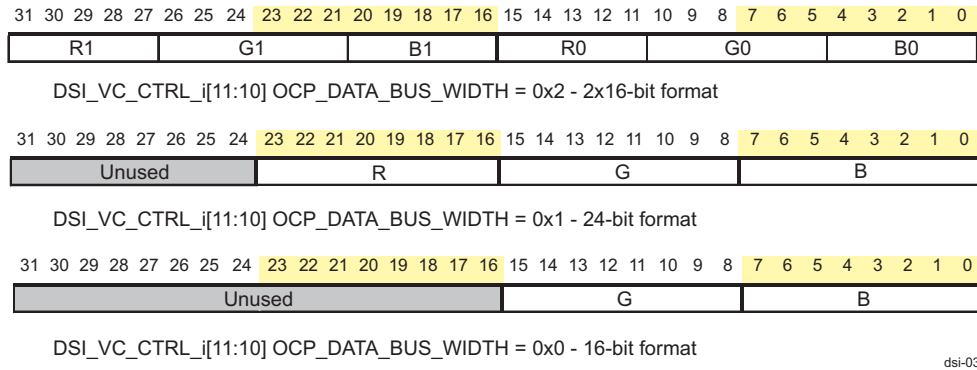 31 30 29 28 27 26 25 24 23 22 21 20 19 18 17 16 15 14 13 12 11 10 9 8 7 6 5 4 3 2 1 0
R1 G1 B1 R0 G0 B0
DSI_VC_CTRL_i[11:10] OCP_DATA_BUS_WIDTH = 0x2 - 2x16-bit format
31 30 29 28 27 26 25 24 23 22 21 20 19 18 17 16 15 14 13 12 11 10 9 8 7 6 5 4 3 2 1 0
Unused R G B
DSI_VC_CTRL_i[11:10] OCP_DATA_BUS_WIDTH = 0x1 - 24-bit format
31 30 29 28 27 26 25 24 23 22 21 20 19 18 17 16 15 14 13 12 11 10 9 8 7 6 5 4 3 2 1 0
Unused G B
DSI_VC_CTRL_i[11:10] OCP_DATA_BUS_WIDTH = 0x0 - 16-bit format
dsi-03